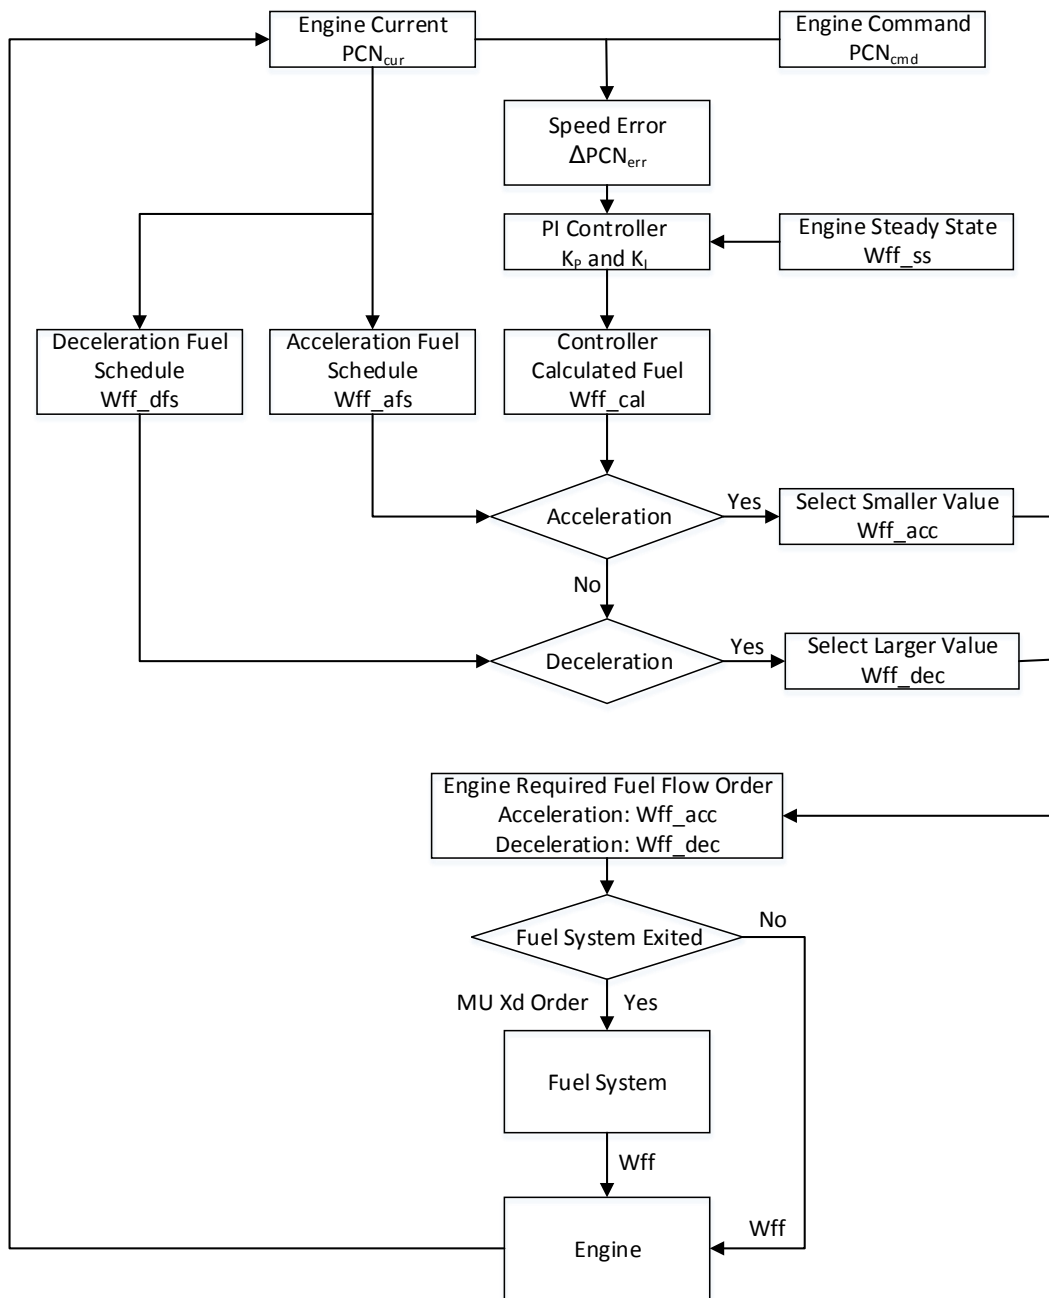 Engine Current
PCNcur
Engine Command
PCNcmd
Speed Error
ΔPCNerr
PI Controller
KP and KI
Engine Steady State
Wff_ss
Deceleration Fuel
Schedule
Wff_dfs
Acceleration Fuel
Schedule
Wff_afs
Controller
Calculated Fuel
Wff_cal
Acceleration
Yes
Select Smaller Value
Wff_acc
No
Deceleration
Yes
Select Larger Value
Wff_dec
Engine Required Fuel Flow Order
Acceleration: Wff_acc
Deceleration: Wff_dec
Fuel System Exited
No
MU Xd Order
Yes
Fuel System
Wff
Engine
Wff